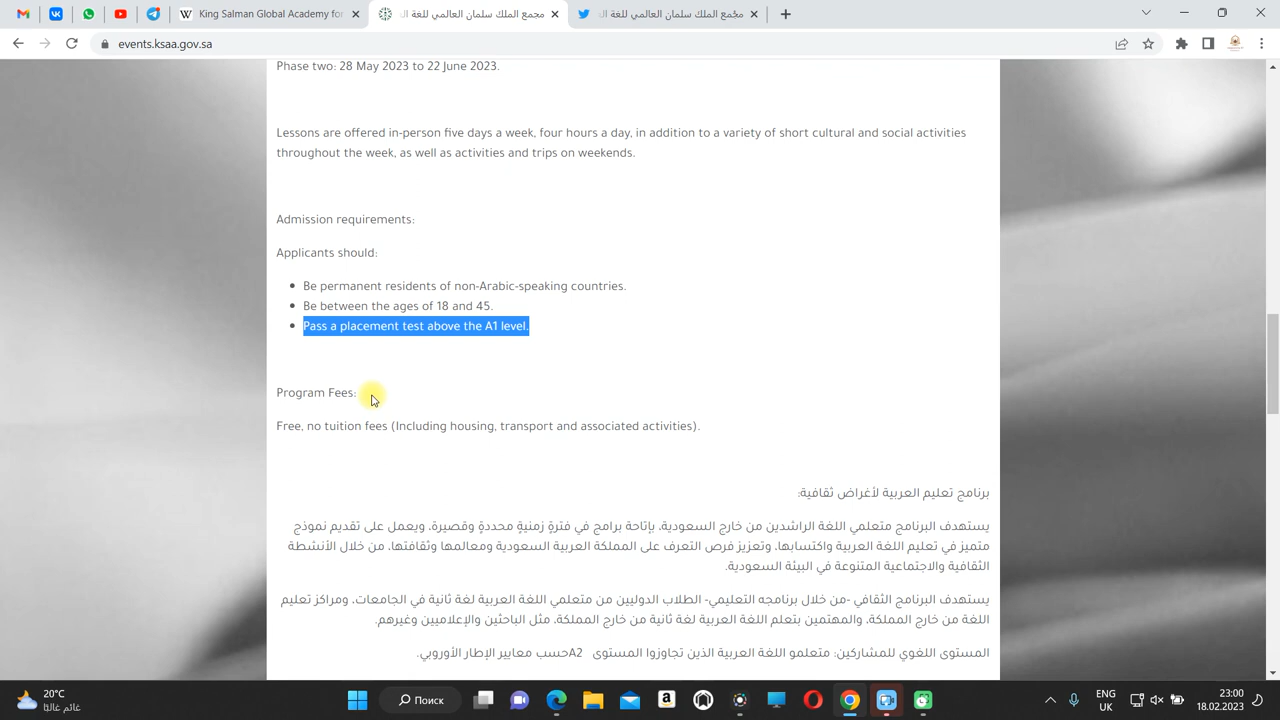 King Salman Global Academy for
مجمع الملك سلمان العالمي للغة ال
مجمع الملك سلمان العالمي للغة ال
events.ksaa.gov.sa
Phase two: 28 May 2023 to 22 June 2023.
Lessons are offered in-person five days a week, four hours a day, in addition to a variety of short cultural and social activities
throughout the week, as well as activities and trips on weekends.
Admission requirements:
Applicants should:
Be permanent residents of non-Arabic-speaking countries.
Be between the ages of 18 and 45.
Pass a placement test above the A1 level.
Program Fees:
Free, no tuition fees (Including housing, transport and associated activities).
برنامج تعليم العربية لأغراض ثقافية:
يستهدف البرنامج متعلمي اللغة الراشدين من خارج السعودية، بإتاحة برامج في فترةٍ زمنيةٍ محددةٍ وقصيرة، ويعمل على تقديم نموذج
متميز في تعليم اللغة العربية واكتسابها، وتعزيز فرص التعرف على المملكة العربية السعودية ومعالمها وثقافتها، من خلال الأنشطة
الثقافية والاجتماعية المتنوعة في البيئة السعودية.
يستهدف البرنامج الثقافي -من خلال برنامجه التعليمي- الطلاب الدوليين من متعلمي اللغة العربية لغة ثانية في الجامعات، ومراكز تعليم
اللغة من خارج المملكة، والمهتمين بتعلم اللغة العربية لغة ثانية من خارج المملكة، مثل الباحثين والإعلاميين وغيرهم.
المستوى اللغوي للمشاركين: متعلمو اللغة العربية الذين تجاوزوا المستوى A2 حسب معايير الإطار الأوروبي.
20°C
غائم غالبًا
Поиск
ENG
UK
23:00
18.02.2023